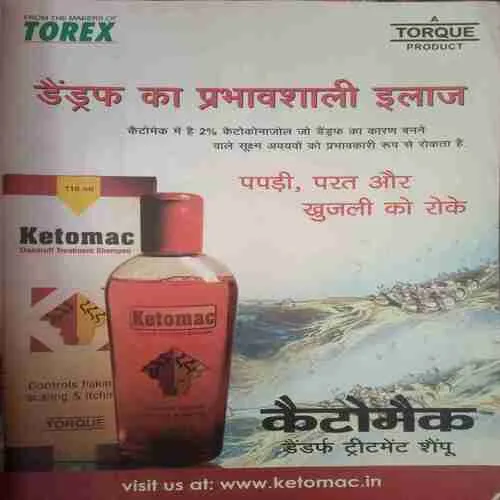 FROM THE MAKERS OF
TOREX
A
TORQUE
PRODUCT
डैंड्रफ का प्रभावशाली इलाज
कैटोमैक में है 2% कैटोकोनाजोल जो डैंड्रफ का कारण बनने
वाले सूक्ष्म अवयवों को प्रभावकारी रूप से रोकता है
पपड़ी, परत और
खुजली को रोके
110 ml
Ketomac
Dandruff Treatment Shampoo
Controls flaking
scaling & itching
TORQUE
Ketomac
कैटोमैक
डैंडर्फ ट्रीटमेंट शैंपू
visit us at: www.ketomac.in